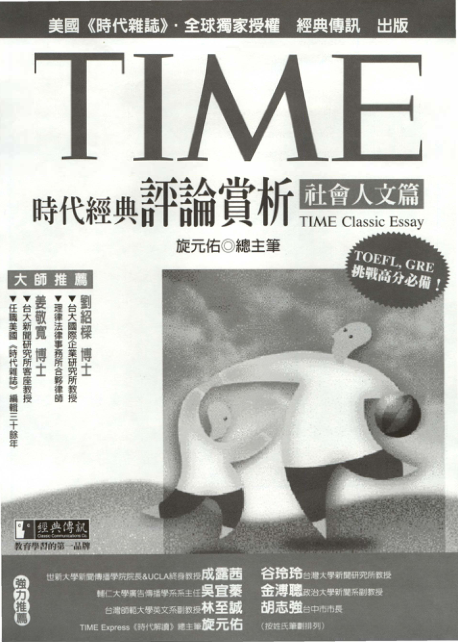 美國《時代雜誌》·全球獨家授權 經典傳訊 出版
TIME
時代經典評論賞析 社會人文篇
TIME Classic Essay
旋元佑◎總主筆
TOEFL, GRE
挑戰高分必備！
大師推薦
劉紹樑 博士
▼台大國際企業研究所教授
▼理律法律事務所合夥律師
姜敬寬 博士
▼台大新聞研究所客座教授
▼任職美國《時代雜誌》編輯三十餘年
經典傳訊
Classic Communications Co.
教育學習的第一品牌
強力推薦
世新大學新聞傳播學院院長&UCLA終身教授成露茜 谷玲玲台灣大學新聞研究所教授
輔仁大學廣告傳播學系系主任吳宜蓁 金溥聰政治大學新聞系副教授
台灣師範大學英文系副教授林至誠 胡志強台中市市長
TIME Express《時代解讀》總主筆旋元佑 （按姓氏筆劃排列）